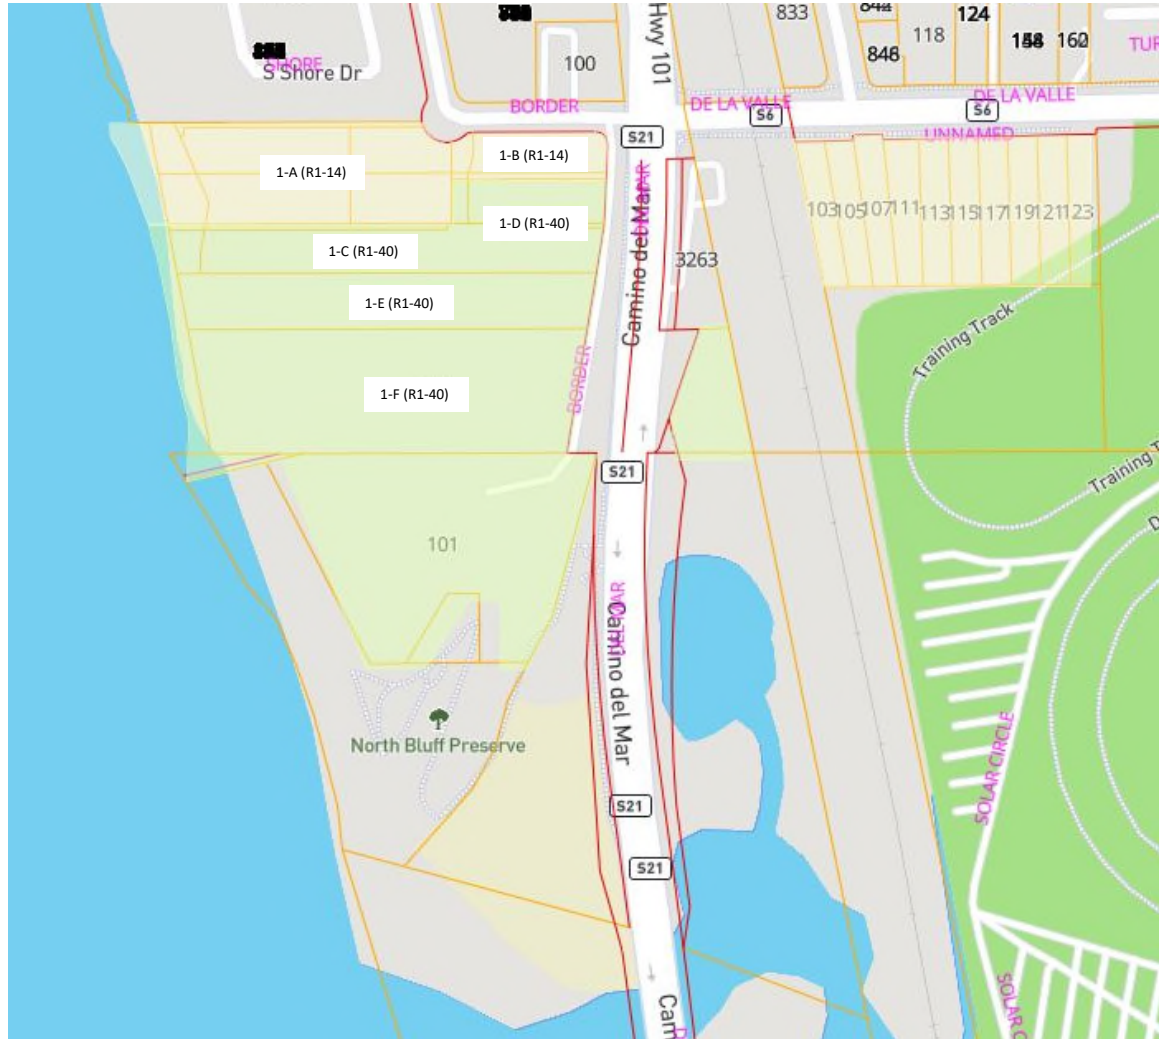 Hwy 101
833
124
118
846
162
TUR
S Shore Dr
SHORE
100
BORDER
DE LA VALLE
S6
DE LA VALLE
S6
UNNAMED
S21
1-A (R1-14)
1-B (R1-14)
103 105 107 111 113 115 117 119 121 123
1-D (R1-40)
1-C (R1-40)
3263
Camino del Mar
1-E (R1-40)
BORDER
1-F (R1-40)
Training Track
S21
Training T
D
101
Camino del Mar
North Bluff Preserve
SOLAR CIRCLE
S21
S21
SOLAR C
Cam
D